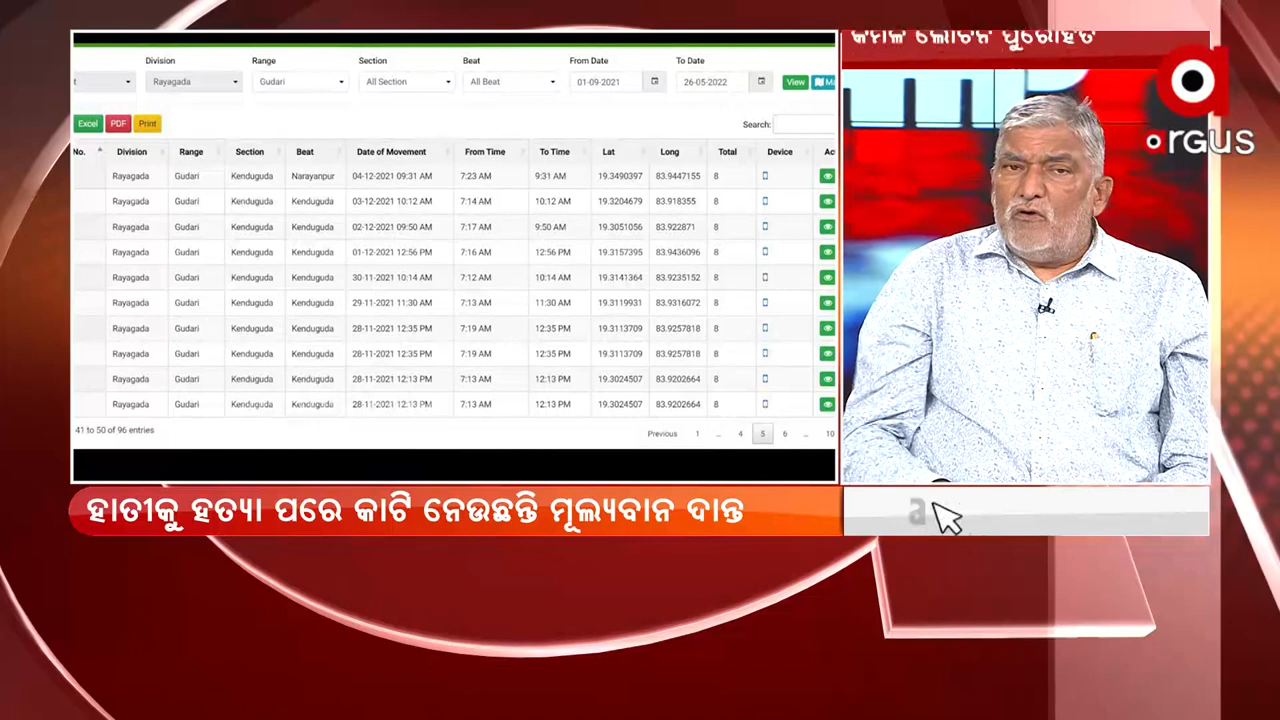 Division Range Section Beat From Date To Date
Rayagada Gudari All Section All Beat 01-09-2021 26-05-2022 View
Excel PDF Print Search:
No. Division Range Section Beat Date of Movement From Time To Time Lat Long Total Device
Rayagada Gudari Kenduguda Narayanpur 04-12-2021 09:31 AM 7:23 AM 9:31 AM 19.3490397 83.9447155 8
Rayagada Gudari Kenduguda Kenduguda 03-12-2021 10:12 AM 7:14 AM 10:12 AM 19.3204679 83.918355 8
Rayagada Gudari Kenduguda Kenduguda 02-12-2021 09:50 AM 7:17 AM 9:50 AM 19.3051056 83.922871 8
Rayagada Gudari Kenduguda Kenduguda 01-12-2021 12:56 PM 7:16 AM 12:56 PM 19.3157395 83.9436096 8
Rayagada Gudari Kenduguda Kenduguda 30-11-2021 10:14 AM 7:12 AM 10:14 AM 19.3141364 83.9235152 8
Rayagada Gudari Kenduguda Kenduguda 29-11-2021 11:30 AM 7:13 AM 11:30 AM 19.3119931 83.9316072 8
Rayagada Gudari Kenduguda Kenduguda 28-11-2021 12:35 PM 7:19 AM 12:35 PM 19.3113709 83.9257818 8
Rayagada Gudari Kenduguda Kenduguda 28-11-2021 12:35 PM 7:19 AM 12:35 PM 19.3113709 83.9257818 8
Rayagada Gudari Kenduguda Kenduguda 28-11-2021 12:13 PM 7:13 AM 12:13 PM 19.3024507 83.9202664 8
Rayagada Gudari Kenduguda Kenduguda 28-11-2021 12:13 PM 7:13 AM 12:13 PM 19.3024507 83.9202664 8
41 to 50 of 96 entries
Previous 1 ... 4 5 6 ... 10
କମଳ ଲୋଚନ ପୁରୋହିତ
argus
ହାତୀକୁ ହତ୍ୟା ପରେ କାଟି ନେଉଛନ୍ତି ମୂଲ୍ୟବାନ ଦାନ୍ତ